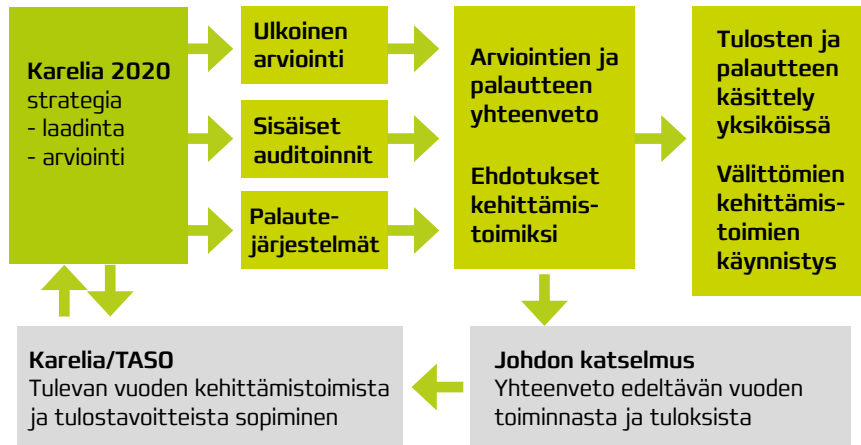 Karelia 2020
strategia
- laadinta
- arviointi
Ulkoinen
arviointi
Sisäiset
auditoinnit
Palaute-
järjestelmät
Arviointien ja
palautteen
yhteenveto
Ehdotukset
kehittämis-
toimiksi
Tulosten ja
palautteen
käsittely
yksiköissä
Välittömien
kehittämis-
toimien
käynnistys
Karelia/TASO
Tulevan vuoden kehittämistoimista
ja tulostavoitteista sopiminen
Johdon katselmus
Yhteenveto edeltävän vuoden
toiminnasta ja tuloksista